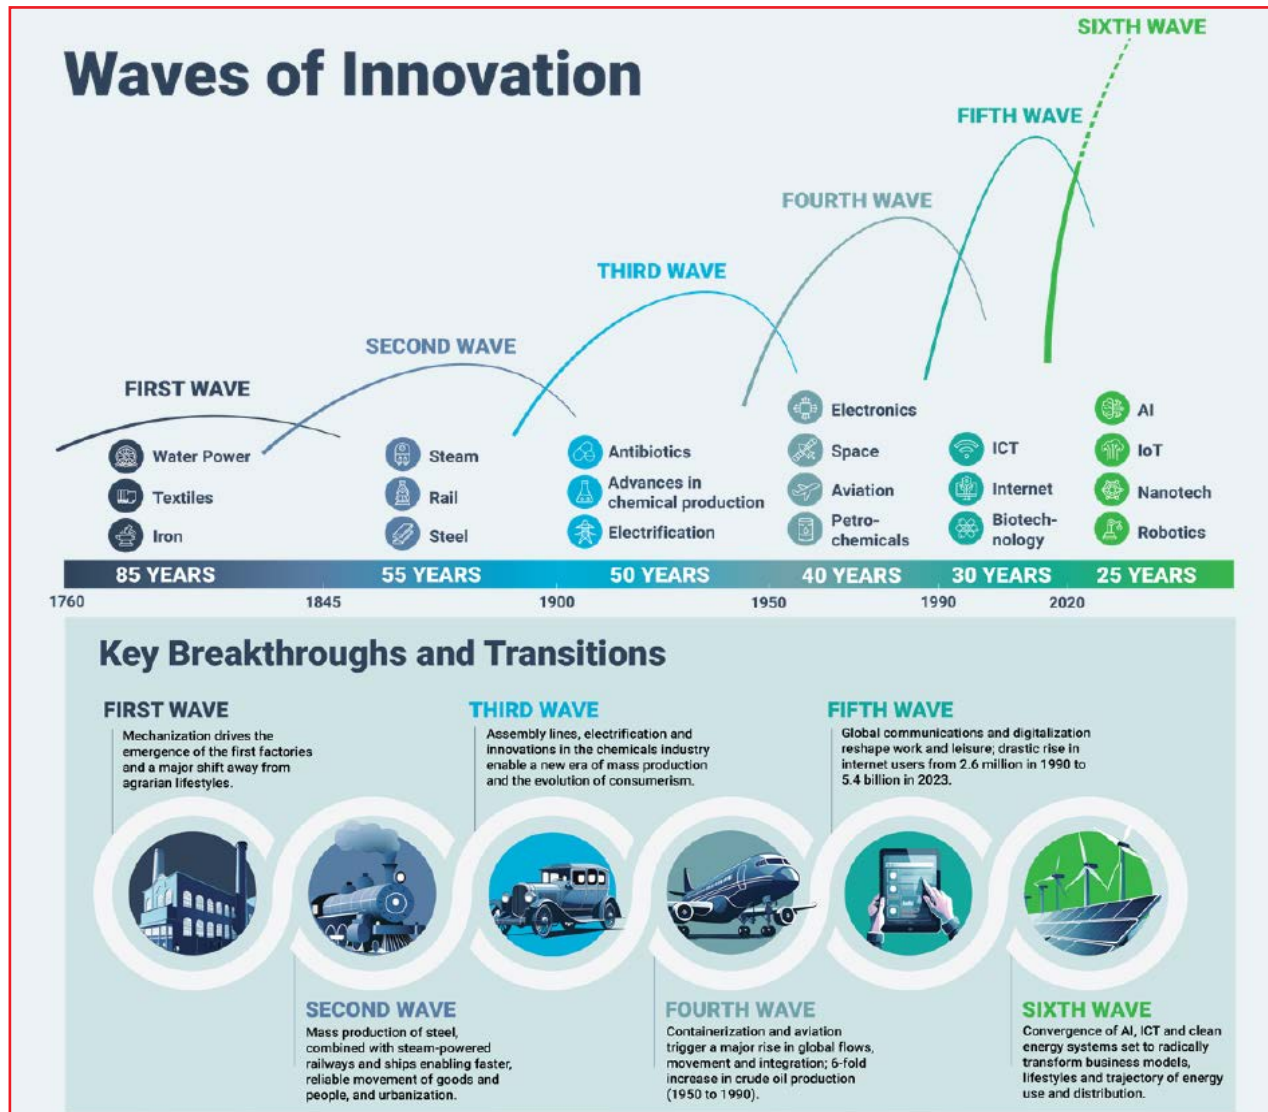 Waves of Innovation
SIXTH WAVE
FIFTH WAVE
FOURTH WAVE
THIRD WAVE
SECOND WAVE
FIRST WAVE
Water Power
Textiles
Iron
Steam
Rail
Steel
Antibiotics
Advances in
chemical production
Electrification
Electronics
Space
Aviation
Petro-
chemicals
ICT
Internet
Biotech-
nology
AI
IoT
Nanotech
Robotics
85 YEARS
55 YEARS
50 YEARS
40 YEARS
30 YEARS
25 YEARS
1760
1845
1900
1950
1990
2020
Key Breakthroughs and Transitions
FIRST WAVE
Mechanization drives the
emergence of the first factories
and a major shift away from
agrarian lifestyles.
THIRD WAVE
Assembly lines, electrification and
innovations in the chemicals industry
enable a new era of mass production
and the evolution of consumerism.
FIFTH WAVE
Global communications and digitalization
reshape work and leisure; drastic rise in
internet users from 2.6 million in 1990 to
5.4 billion in 2023.
SECOND WAVE
Mass production of steel,
combined with steam-powered
railways and ships enabling faster,
reliable movement of goods and
people, and urbanization.
FOURTH WAVE
Containerization and aviation
trigger a major rise in global flows,
movement and integration; 6-fold
increase in crude oil production
(1950 to 1990).
SIXTH WAVE
Convergence of AI, ICT and clean
energy systems set to radically
transform business models,
lifestyles and trajectory of energy
use and distribution.